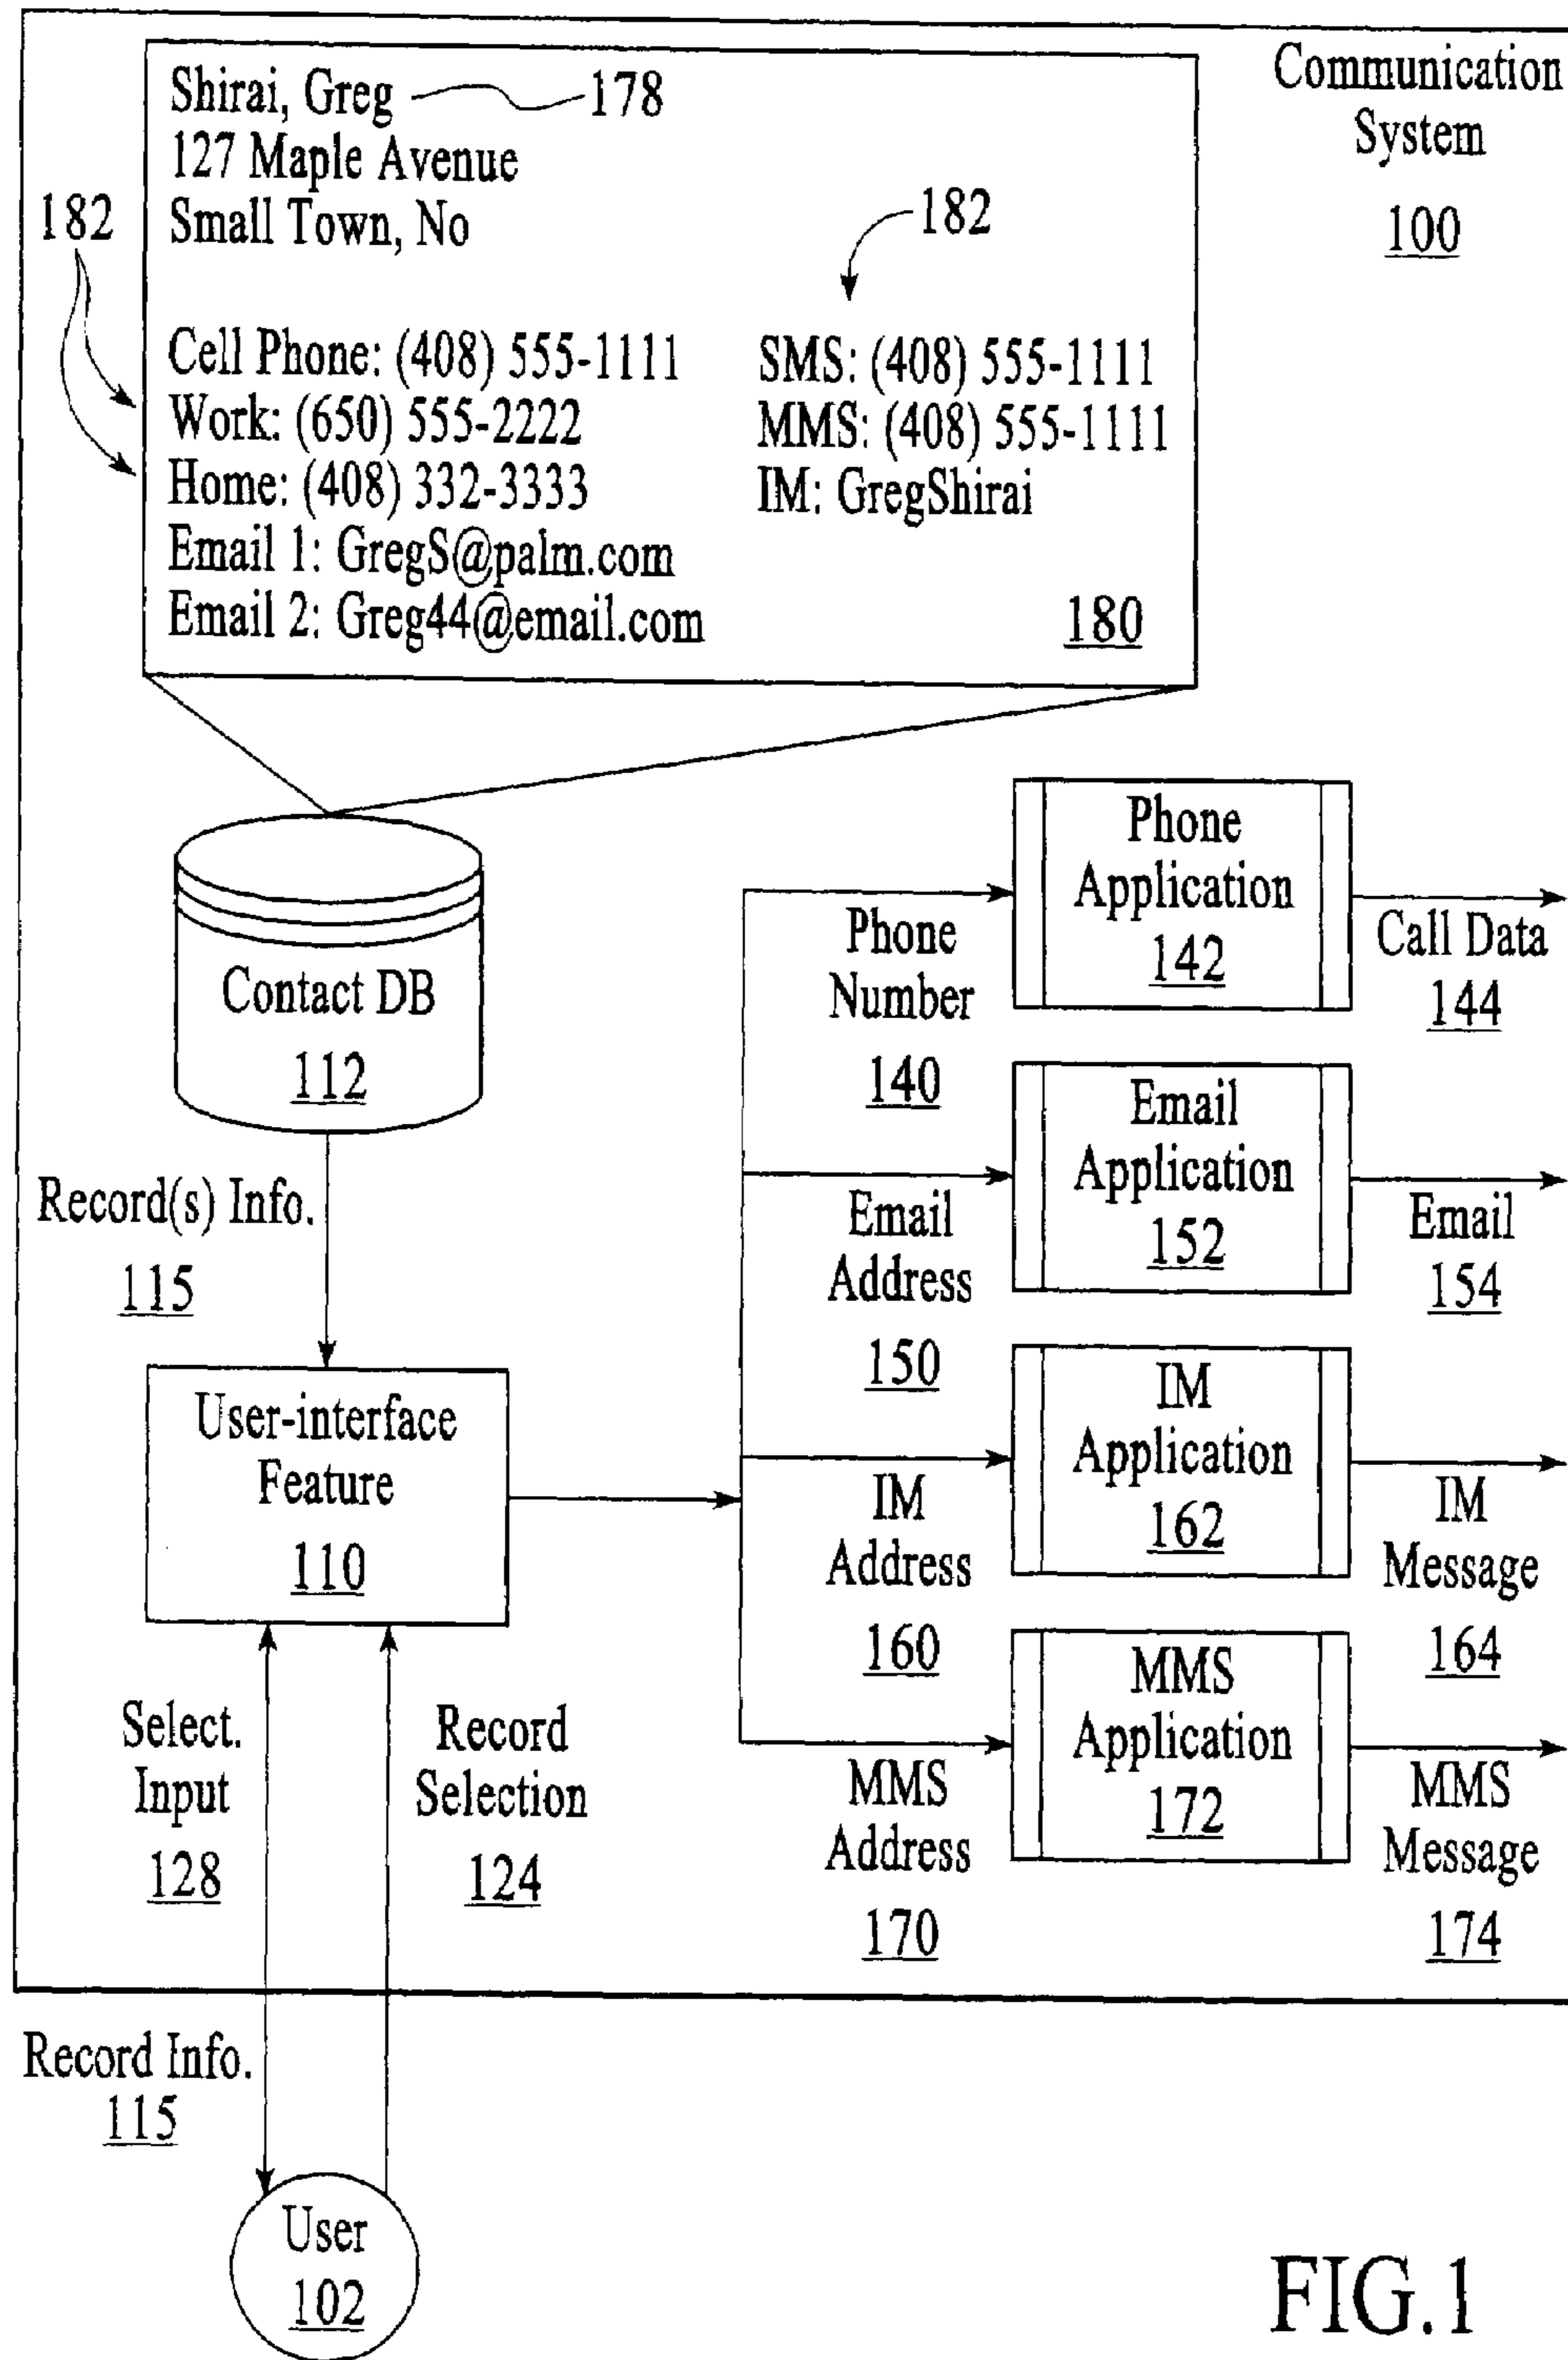 Communication
System
100
Shirai, Greg 178
127 Maple Avenue
Small Town, No
182
182
Cell Phone: (408) 555-1111
Work: (650) 555-2222
Home: (408) 332-3333
Email 1: GregS@palm.com
Email 2: Greg44@email.com
SMS: (408) 555-1111
MMS: (408) 555-1111
IM: GregShirai
180
Contact DB
112
Record(s) Info.
115
User-interface
Feature
110
Select.
Input
128
Record
Selection
124
Record Info.
115
User
102
Phone
Number
140
Phone
Application
142
Call Data
144
Email
Address
150
Email
Application
152
Email
154
IM
Address
160
IM
Application
162
IM
Message
164
MMS
Address
170
MMS
Application
172
MMS
Message
174
FIG.1